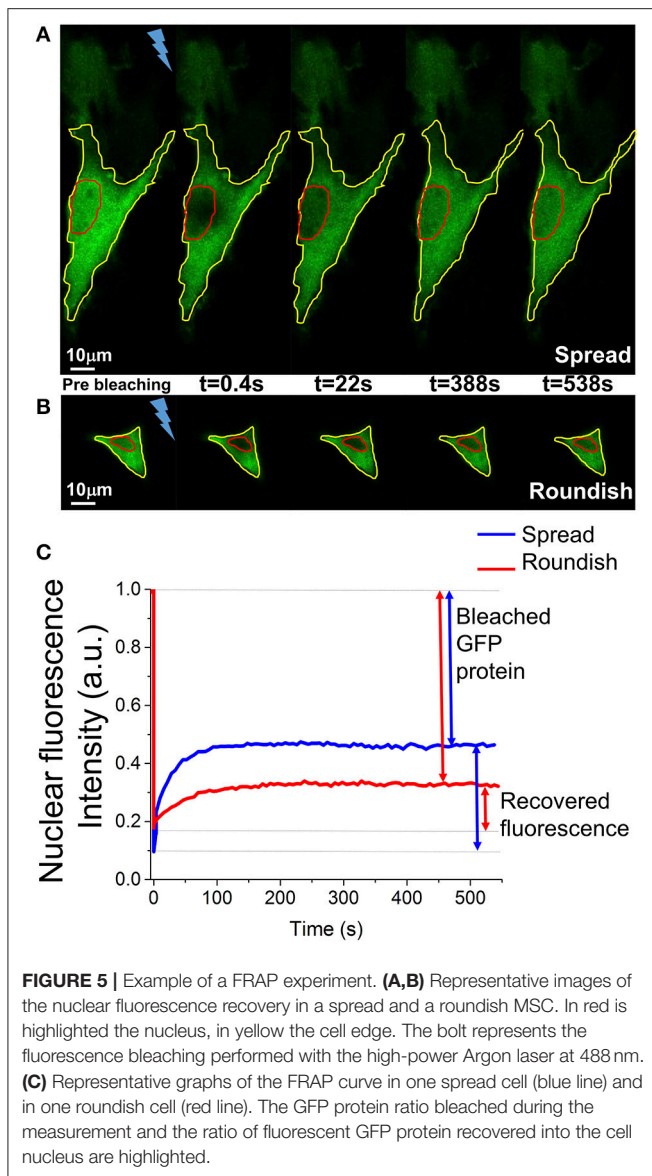 A
10µm
Spread
Pre bleaching t=0.4s t=22s t=388s t=538s
B
10µm
Roundish
C
Spread
Roundish
Nuclear fluorescence
Intensity (a.u.)
1.0
0.8
0.6
0.4
0.2
0.0
Bleached
GFP
protein
Recovered
fluorescence
0 100 200 300 400 500
Time (s)
FIGURE 5 | Example of a FRAP experiment. (A,B) Representative images of
the nuclear fluorescence recovery in a spread and a roundish MSC. In red is
highlighted the nucleus, in yellow the cell edge. The bolt represents the
fluorescence bleaching performed with the high-power Argon laser at 488 nm.
(C) Representative graphs of the FRAP curve in one spread cell (blue line) and
in one roundish cell (red line). The GFP protein ratio bleached during the
measurement and the ratio of fluorescent GFP protein recovered into the cell
nucleus are highlighted.